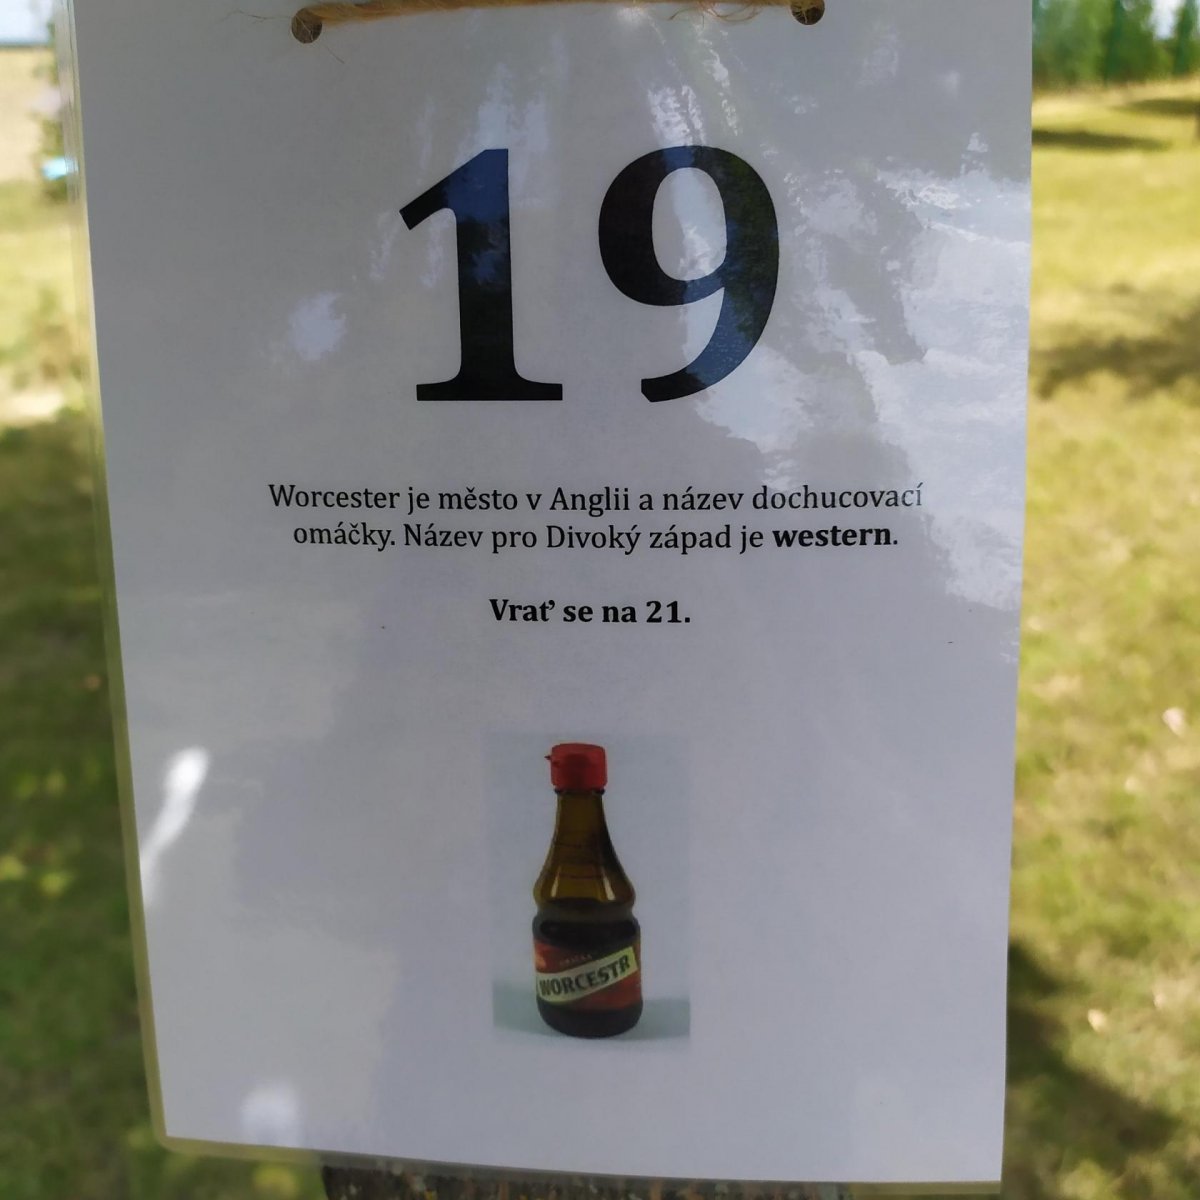 19
Worcester je město v Anglii a název dochucovací
omáčky. Název pro Divoký západ je western.
Vrať se na 21.
WORCESTR